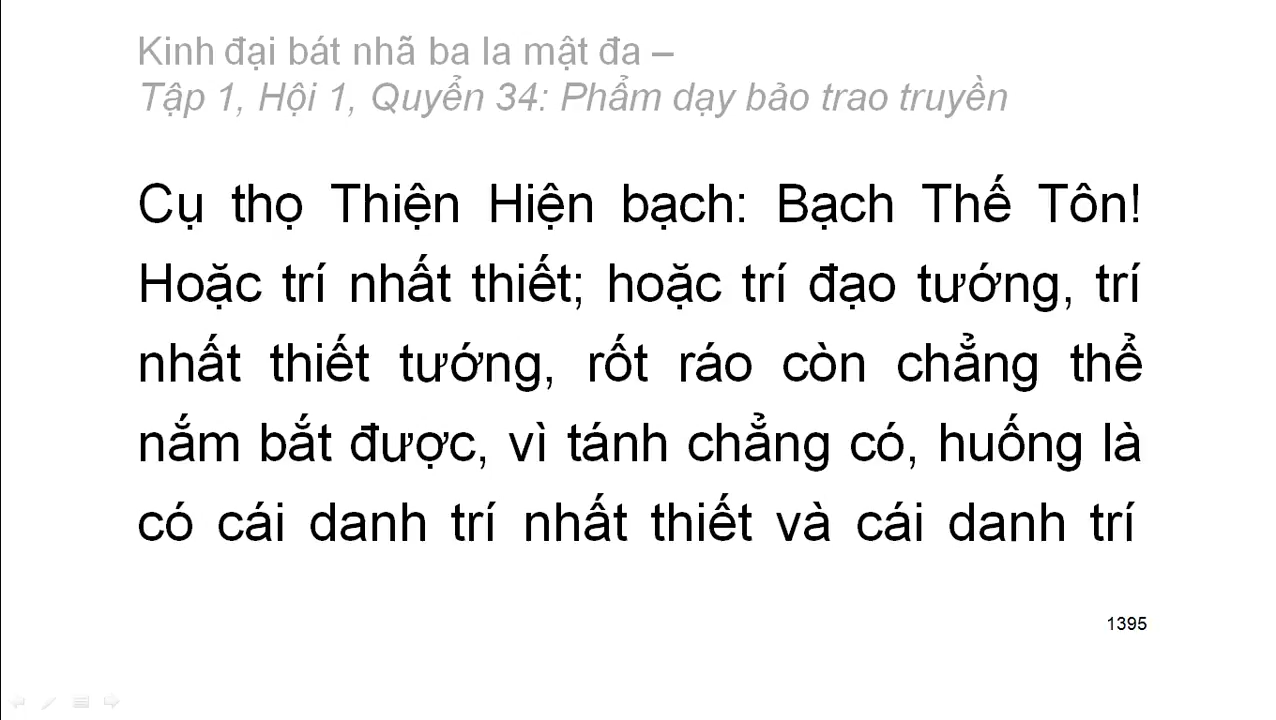 Kinh đại bát nhã ba la mật đa –
Tập 1, Hội 1, Quyển 34: Phẩm dạy bảo trao truyền
Cụ thọ Thiện Hiện bạch: Bạch Thế Tôn!
Hoặc trí nhất thiết; hoặc trí đạo tướng, trí
nhất thiết tướng, rốt ráo còn chẳng thể
nắm bắt được, vì tánh chẳng có, huống là
có cái danh trí nhất thiết và cái danh trí
1395